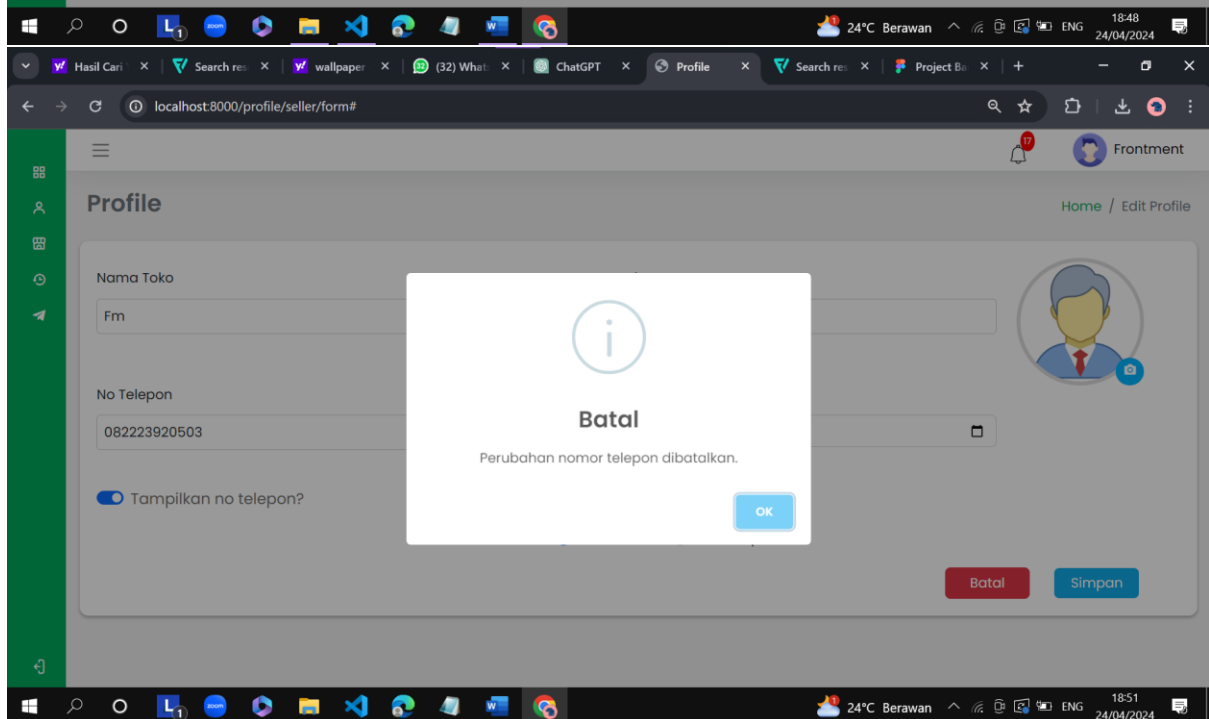 24°C Berawan
ENG
18:48
24/04/2024
Hasil Cari
Search res
wallpaper
(32) What
ChatGPT
Profile
Search res
Project Ba
localhost:8000/profile/seller/form#
17
Frontment
Profile
Home / Edit Profile
Nama Toko
Fm
No Telepon
082223920503
Tampilkan no telepon?
Batal
Perubahan nomor telepon dibatalkan.
OK
Batal
Simpan
24°C Berawan
ENG
18:51
24/04/2024